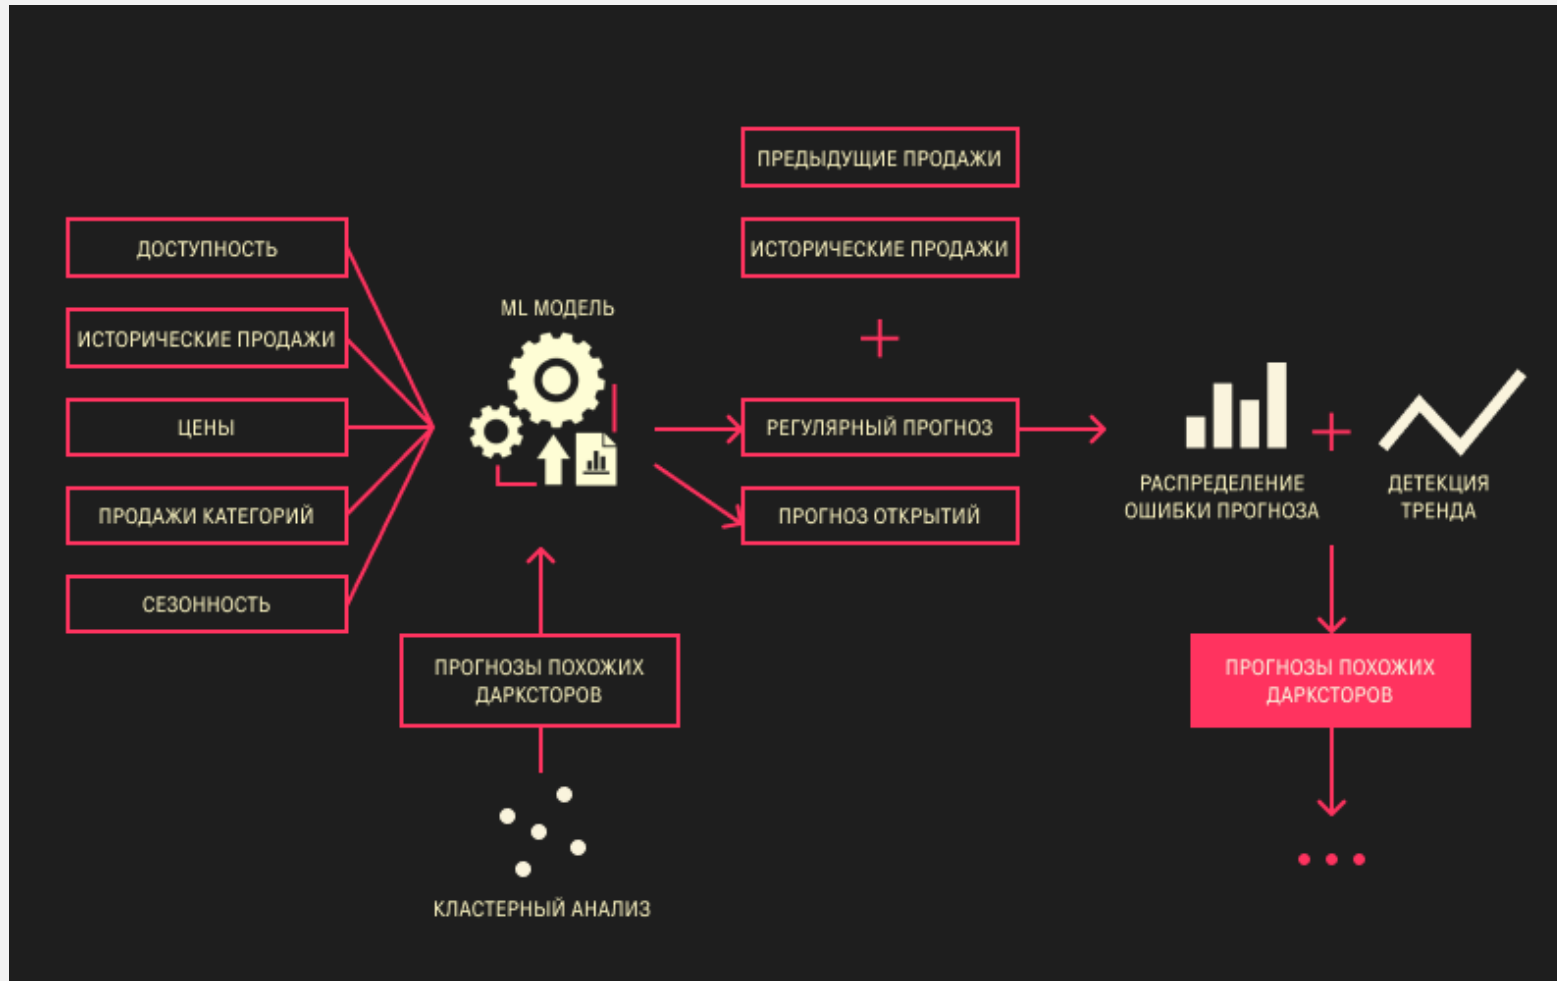 ДОСТУПНОСТЬ
ИСТОРИЧЕСКИЕ ПРОДАЖИ
ЦЕНЫ
ПРОДАЖИ КАТЕГОРИЙ
СЕЗОННОСТЬ
ML МОДЕЛЬ
ПРОГНОЗЫ ПОХОЖИХ
ДАРКСТОРОВ
КЛАСТЕРНЫЙ АНАЛИЗ
ПРЕДЫДУЩИЕ ПРОДАЖИ
ИСТОРИЧЕСКИЕ ПРОДАЖИ
+
РЕГУЛЯРНЫЙ ПРОГНОЗ
ПРОГНОЗ ОТКРЫТИЙ
РАСПРЕДЕЛЕНИЕ
ОШИБКИ ПРОГНОЗА
+
ДЕТЕКЦИЯ
ТРЕНДА
ПРОГНОЗЫ ПОХОЖИХ
ДАРКСТОРОВ
...